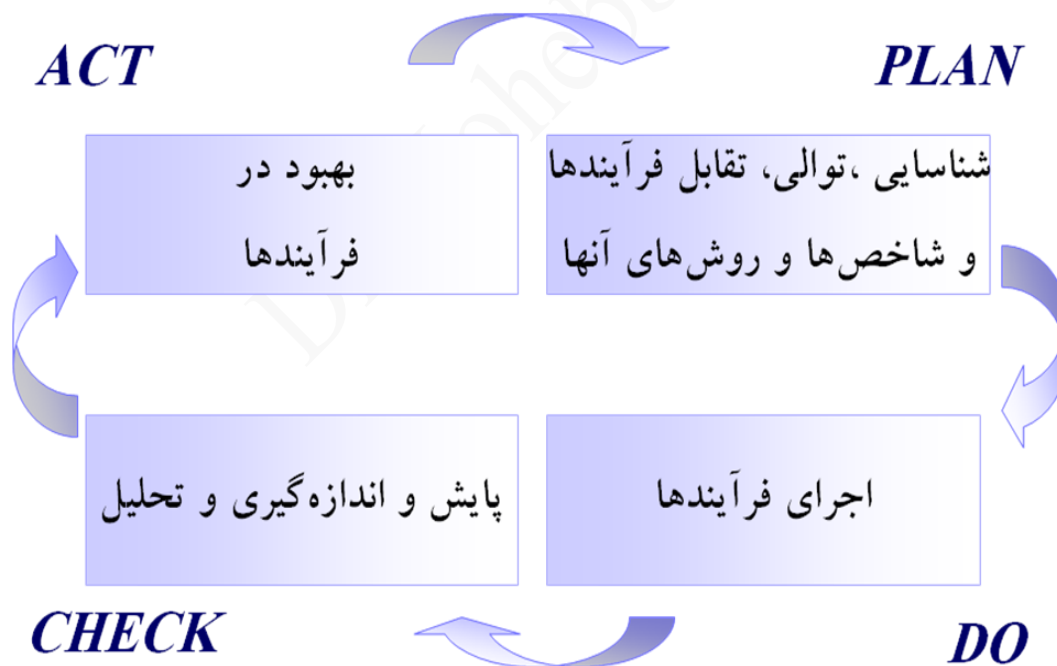 ACT
PLAN
بهبود در
فرآیندها
شناسایی ،توالی، تقابل فرآیندها
و شاخص‌ها و روش‌های آنها
پایش و اندازه‌گیری و تحلیل
اجرای فرآیندها
CHECK
DO